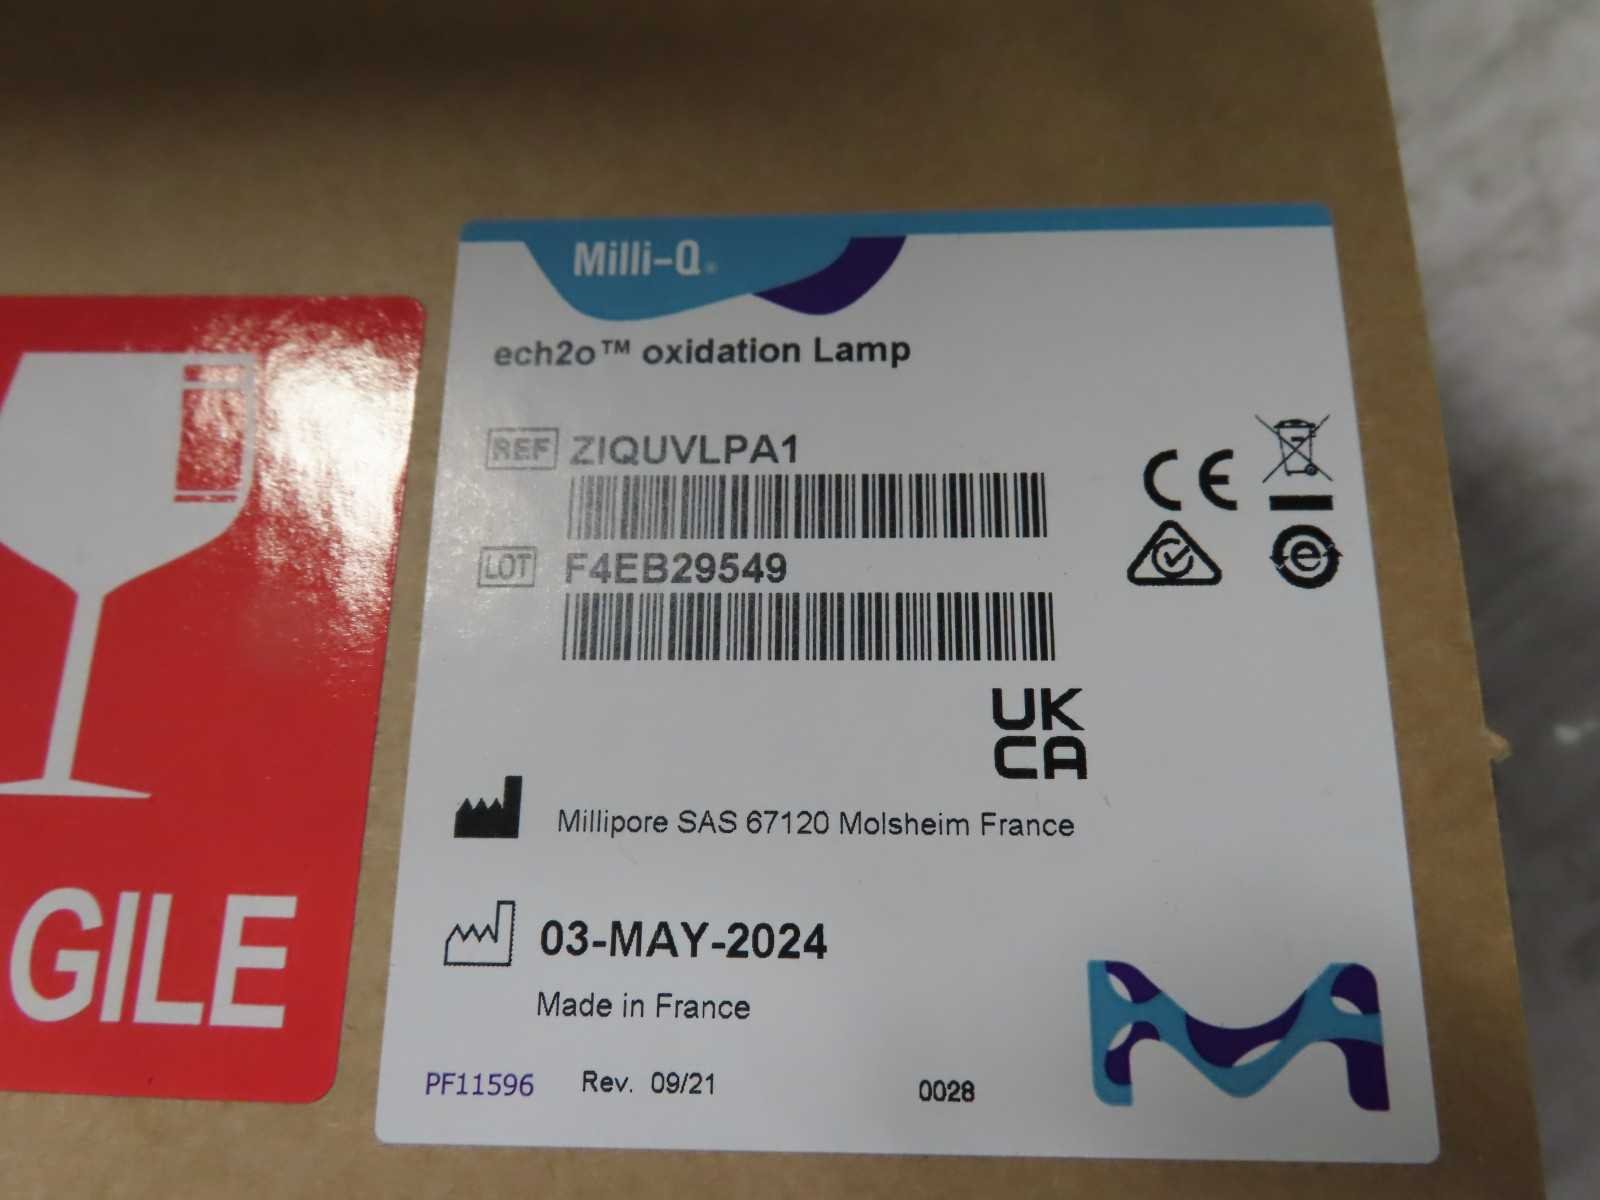 Milli-Q®
ech2o™ oxidation Lamp
REF ZIQUVLPA1
LOT F4EB29549
UK
CA
Millipore SAS 67120 Molsheim France
03-MAY-2024
Made in France
PF11596 Rev. 09/21 0028
GILE